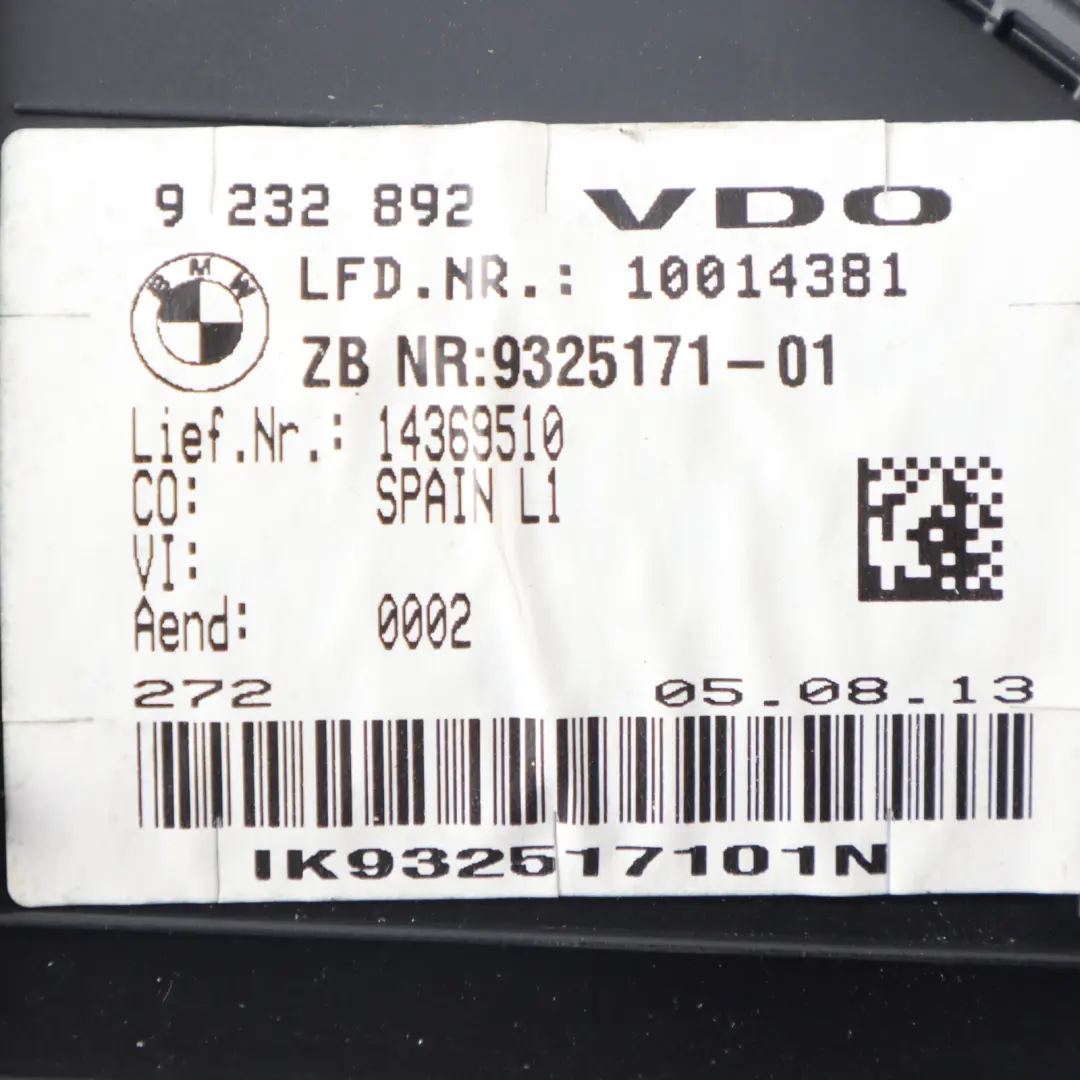 9 232 892 VDO
BMW
LFD.NR.: 10014381
ZB NR:9325171-01
Lief.Nr.: 14369510
CO: SPAIN L1
VI:
Aend: 0002
272 05.08.13
IK932517101N